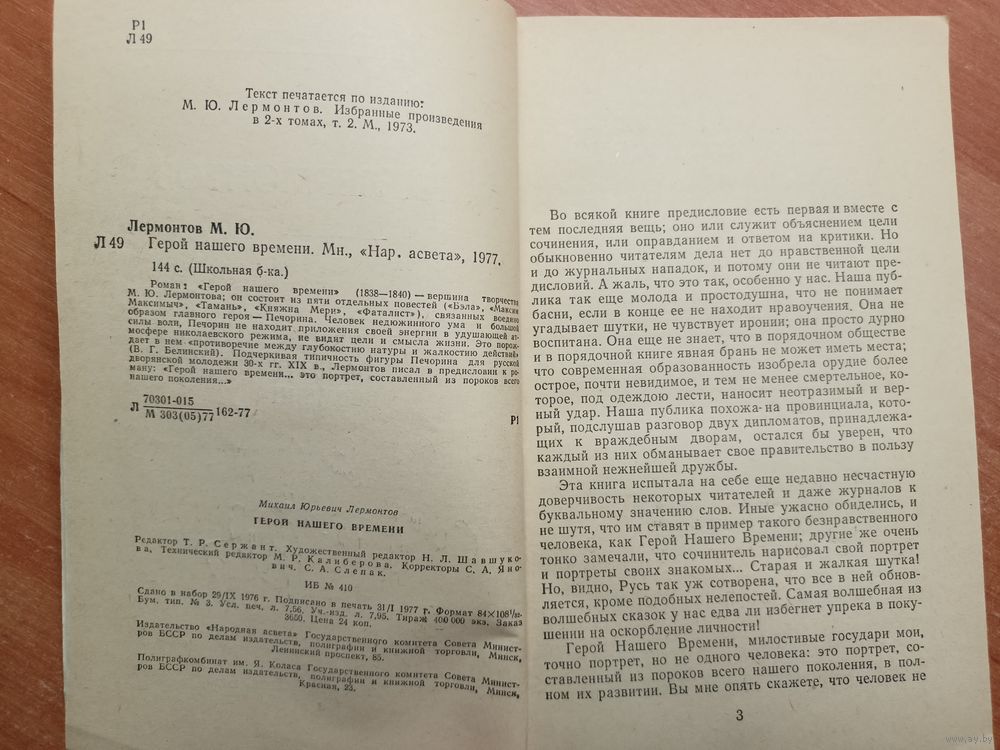 Р1
Л 49
Текст печатается по изданию:
М. Ю. Лермонтов. Избранные произведения
в 2-х томах, т. 2. М., 1973.
Лермонтов М. Ю.
Л 49 Герой нашего времени. Мн., «Нар. асвета», 1977.
144 с. (Школьная б-ка.)
Роман: «Герой нашего времени» (1838—1840) — вершина творчества
М. Ю. Лермонтова; он состоит из пяти отдельных повестей («Бэла», «Максим
Максимыч», «Тамань», «Княжна Мери», «Фаталист»), связанных воедино
образом главного героя — Печорина. Человек недюжинного ума и большой
силы воли, Печорин не находит приложения своей энергии в удушающей ат-
мосфере николаевского режима, не видит цели и смысла жизни. Это порож-
дает в нем «противоречие между глубокостию натуры и жалкостию действий»
(В. Г. Белинский). Подчеркивая типичность фигуры Печорина для русской
дворянской молодежи 30-х гг. XIX в., Лермонтов писал в предисловии к ро-
ману: «Герой нашего времени... это портрет, составленный из пороков всего
нашего поколения...»
Л 70301-015
М 303(05)77 162-77
Р1
Михаил Юрьевич Лермонтов
ГЕРОЙ НАШЕГО ВРЕМЕНИ
Редактор Т. Р. Сержант. Художественный редактор Н. Л. Шавшуко-
ва, Технический редактор М. Р. Калиберова. Корректоры С. А. Яно-
вич. С. А. Слепак.
ИБ № 410
Сдано в набор 29/IX 1976 г. Подписано в печать 31/I 1977 г. Формат 84×108 1/32.
Бум. тип. № 3. Усл. печ. л. 7,56. Уч.-изд. л. 7,95. Тираж 400 000 экз. Заказ
3650. Цена 24 коп.
Издательство «Народная асвета» Государственного комитета Совета Минист-
ров БССР по делам издательств, полиграфии и книжной торговли, Минск,
Ленинский проспект, 85.
Полиграфкомбинат им. Я. Коласа Государственного комитета Совета Минист-
ров БССР по делам издательств, полиграфии и книжной торговли, Минск,
Красная, 23.
Во всякой книге предисловие есть первая и вместе с
тем последняя вещь; оно или служит объяснением цели
сочинения, или оправданием и ответом на критики. Но
обыкновенно читателям дела нет до нравственной цели
и до журнальных нападок, и потому они не читают пре-
дисловий. А жаль, что это так, особенно у нас. Наша пуб-
лика так еще молода и простодушна, что не понимает
басни, если в конце ее не находит нравоучения. Она не
угадывает шутки, не чувствует иронии; она просто дурно
воспитана. Она еще не знает, что в порядочном обществе
и в порядочной книге явная брань не может иметь места;
что современная образованность изобрела орудие более
острое, почти невидимое, и тем не менее смертельное, ко-
торое, под одеждою лести, наносит неотразимый и вер-
ный удар. Наша публика похожа на провинциала, кото-
рый, подслушав разговор двух дипломатов, принадлежа-
щих к враждебным дворам, остался бы уверен, что
каждый из них обманывает свое правительство в пользу
взаимной нежнейшей дружбы.
Эта книга испытала на себе еще недавно несчастную
доверчивость некоторых читателей и даже журналов к
буквальному значению слов. Иные ужасно обиделись, и
не шутя, что им ставят в пример такого безнравственного
человека, как Герой Нашего Времени; другие же очень
тонко замечали, что сочинитель нарисовал свой портрет
и портреты своих знакомых... Старая и жалкая шутка!
Но, видно, Русь так уж сотворена, что все в ней обнов-
ляется, кроме подобных нелепостей. Самая волшебная из
волшебных сказок у нас едва ли избегнет упрека в поку-
шении на оскорбление личности!
Герой Нашего Времени, милостивые государи мои,
точно портрет, но не одного человека: это портрет, со-
ставленный из пороков всего нашего поколения, в пол-
ном их развитии. Вы мне опять скажете, что человек не
3
www.ay.by